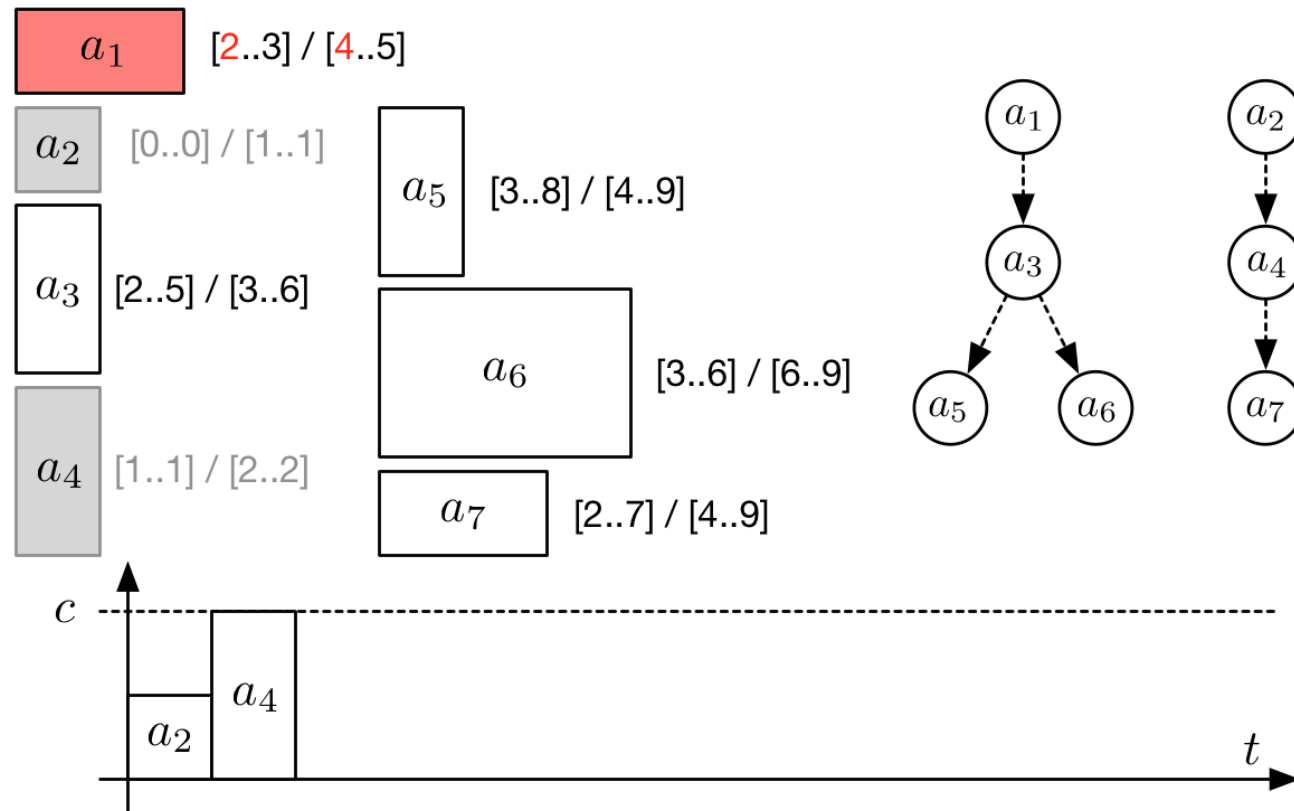 a₁ [2..3] / [4..5]
a₂ [0..0] / [1..1]
a₃ [2..5] / [3..6]
a₄ [1..1] / [2..2]
a₅ [3..8] / [4..9]
a₆ [3..6] / [6..9]
a₇ [2..7] / [4..9]
a₁
a₃
a₅ a₆
a₂
a₄
a₇
c
a₂ a₄
t